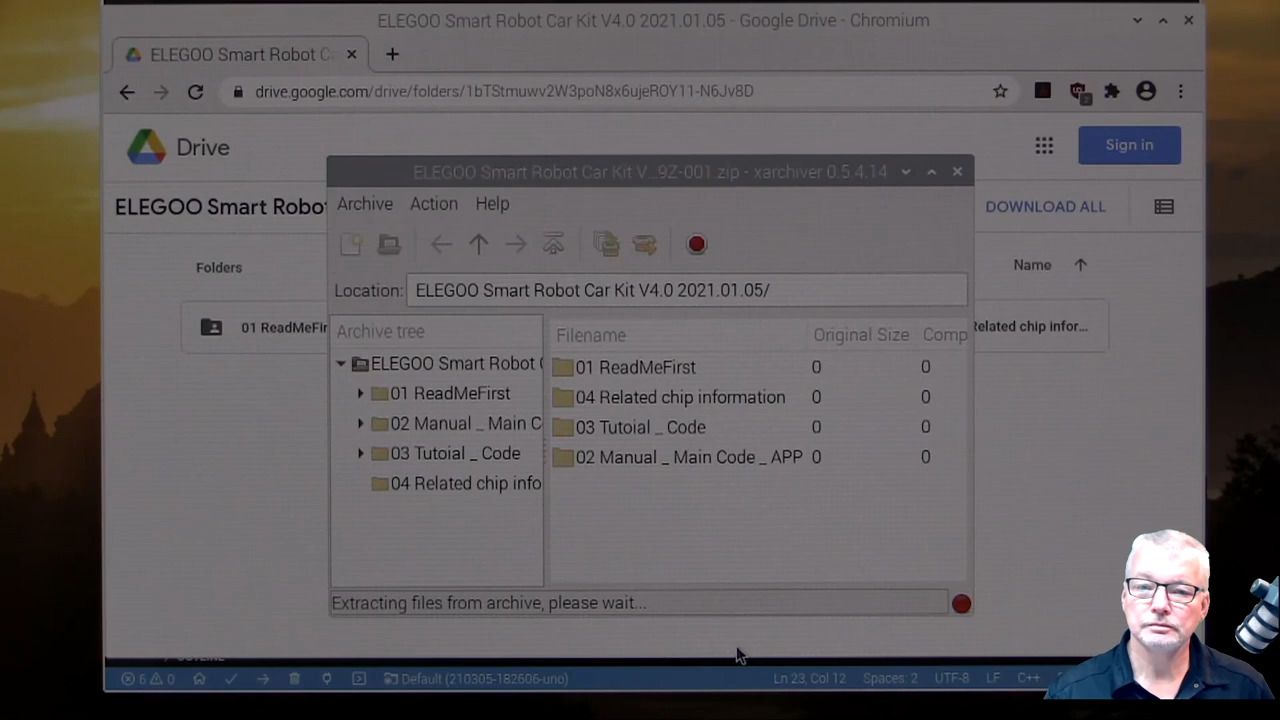 ELEGOO Smart Robot Car Kit V4.0 2021.01.05 - Google Drive - Chromium
ELEGOO Smart Robot C
drive.google.com/drive/folders/1bTStmuwv2W3poN8x6ujeROY11-N6Jv8D
Drive
Sign in
ELEGOO Smart Robo
DOWNLOAD ALL
Folders
Name
01 ReadMeFir
Related chip infor...
ELEGOO Smart Robot Car Kit V_9Z-001.zip - xarchiver 0.5.4.14
Archive Action Help
Location: ELEGOO Smart Robot Car Kit V4.0 2021.01.05/
Archive tree
ELEGOO Smart Robot
01 ReadMeFirst
02 Manual _ Main C
03 Tutoial _ Code
04 Related chip info
Filename Original Size Comp
01 ReadMeFirst 0 0
04 Related chip information 0 0
03 Tutoial _ Code 0 0
02 Manual _ Main Code _ APP 0 0
Extracting files from archive, please wait...
6 0 Default (210305-182606-uno) Ln 23, Col 12 Spaces: 2 UTF-8 LF C++